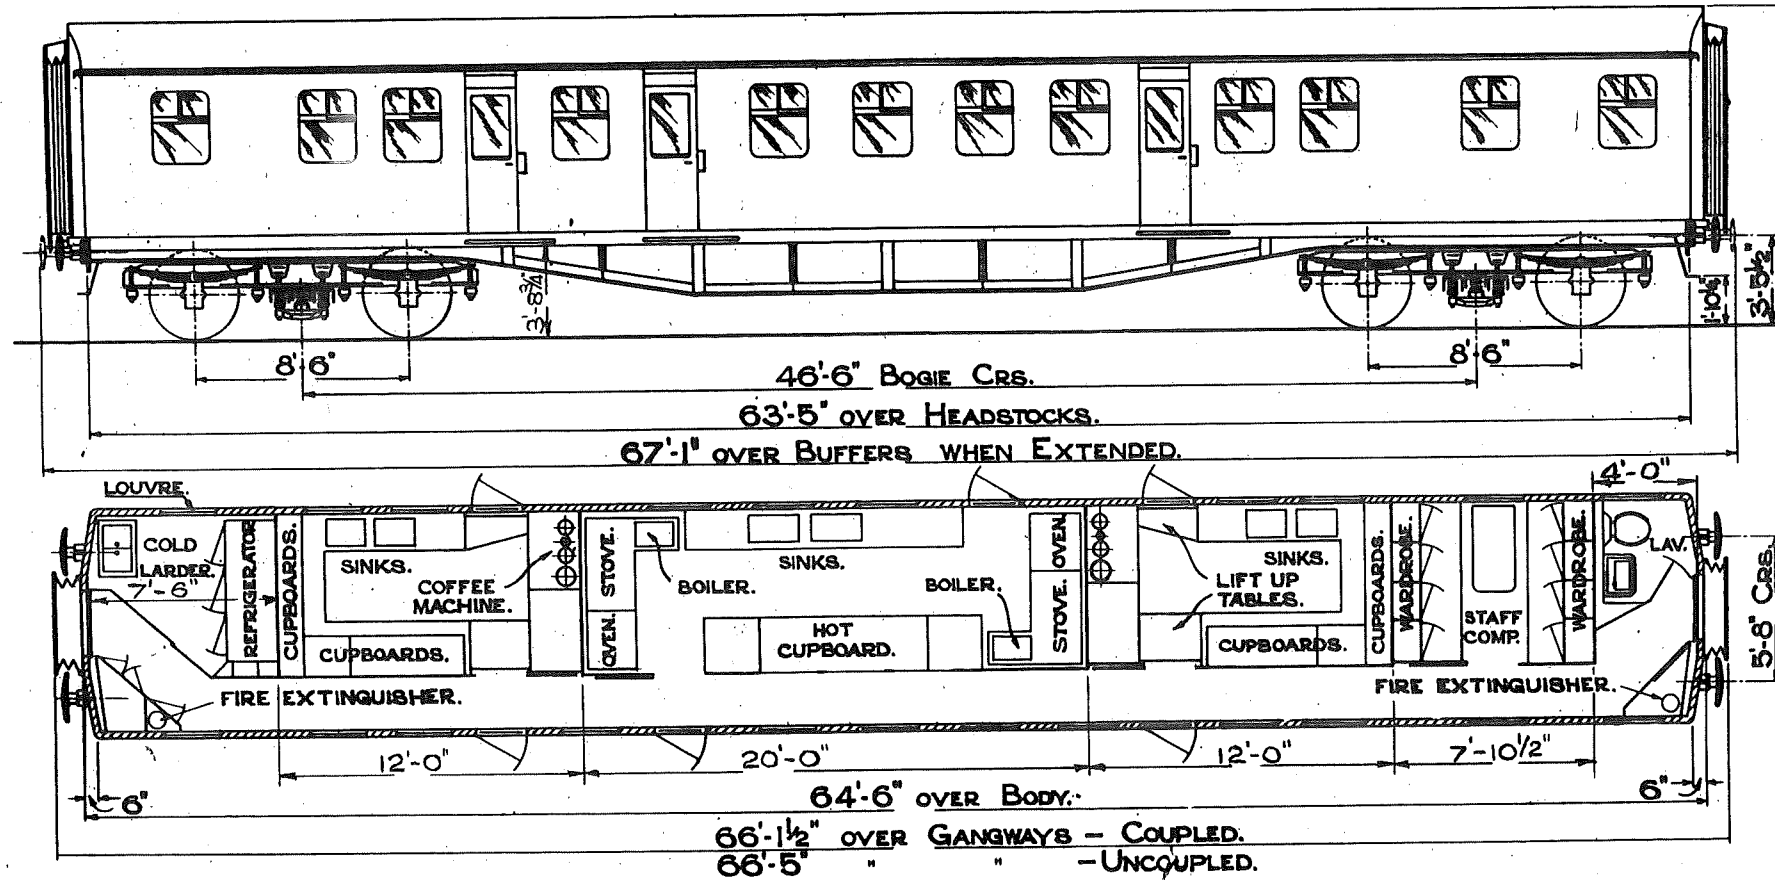 3'-8¾"
1'-10¼"
3'-5½"
8'-6"
8'-6"
46'-6" BOGIE CRS.
63'-5" OVER HEADSTOCKS.
67'-1" OVER BUFFERS WHEN EXTENDED.
4'-0"
LOUVRE.
COLD
LARDER.
7'-6"
REFRIGERATOR
CUPBOARDS.
SINKS.
COFFEE
MACHINE.
CUPBOARDS.
STOVE.
OVEN.
BOILER.
SINKS.
HOT
CUPBOARD.
BOILER.
OVEN.
STOVE.
LIFT UP
TABLES.
SINKS.
CUPBOARDS.
CUPBOARDS.
WARDROBE.
STAFF
COMP.
WARDROBE.
LAV.
5'-8" CRS.
FIRE EXTINGUISHER.
FIRE EXTINGUISHER.
12'-0"
20'-0"
12'-0"
7'-10½"
6"
6"
64'-6" OVER BODY.
66'-1½" OVER GANGWAYS – COUPLED.
66'-5" " " – UNCOUPLED.